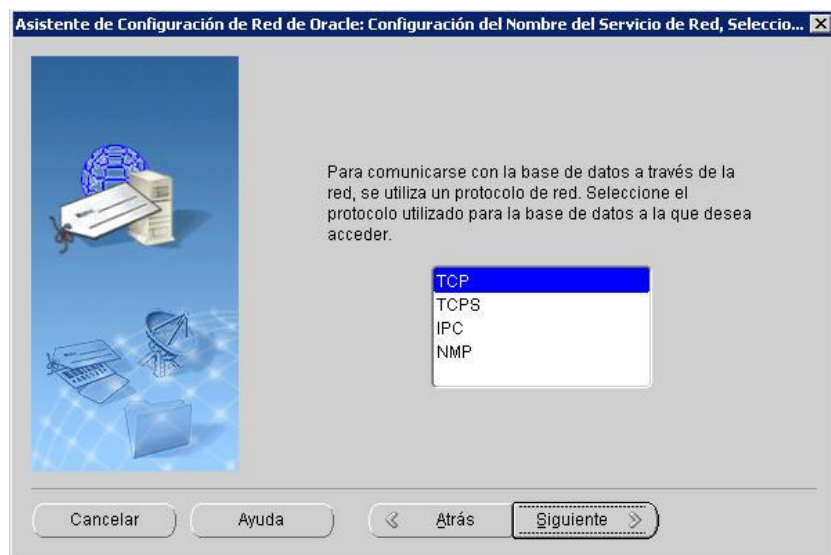 Asistente de Configuración de Red de Oracle: Configuración del Nombre del Servicio de Red, Seleccio...
Para comunicarse con la base de datos a través de la
red, se utiliza un protocolo de red. Seleccione el
protocolo utilizado para la base de datos a la que desea
acceder.
TCP
TCPS
IPC
NMP
Cancelar
Ayuda
Atrás
Siguiente